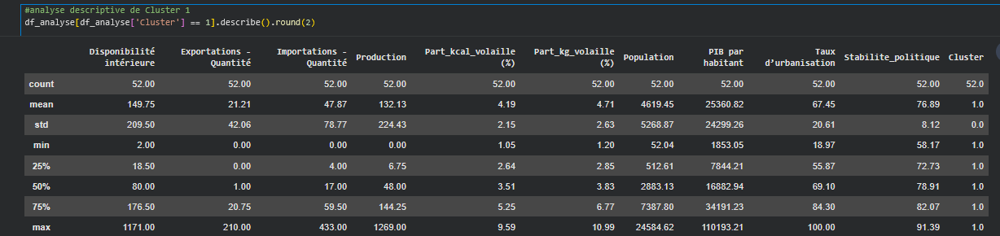 #analyse descriptive de Cluster 1
df_analyse[df_analyse['Cluster'] == 1].describe().round(2)
Disponibilité intérieure Exportations - Quantité Importations - Quantité Production Part_kcal_volaille (%) Part_kg_volaille (%) Population PIB par habitant Taux d’urbanisation Stabilite_politique Cluster
count 52.00 52.00 52.00 52.00 52.00 52.00 52.00 52.00 52.00 52.00 52.0
mean 149.75 21.21 47.87 132.13 4.19 4.71 4619.45 25360.82 67.45 76.89 1.0
std 209.50 42.06 78.77 224.43 2.15 2.63 5268.87 24299.26 20.61 8.12 0.0
min 2.00 0.00 0.00 0.00 1.05 1.20 52.04 1853.05 18.97 58.17 1.0
25% 18.50 0.00 4.00 6.75 2.64 2.85 512.61 7844.21 55.87 72.73 1.0
50% 80.00 1.00 17.00 48.00 3.51 3.83 2883.13 16882.94 69.10 78.91 1.0
75% 176.50 20.75 59.50 144.25 5.25 6.77 7387.80 34191.23 84.30 82.07 1.0
max 1171.00 210.00 433.00 1269.00 9.59 10.99 24584.62 110193.21 100.00 91.39 1.0